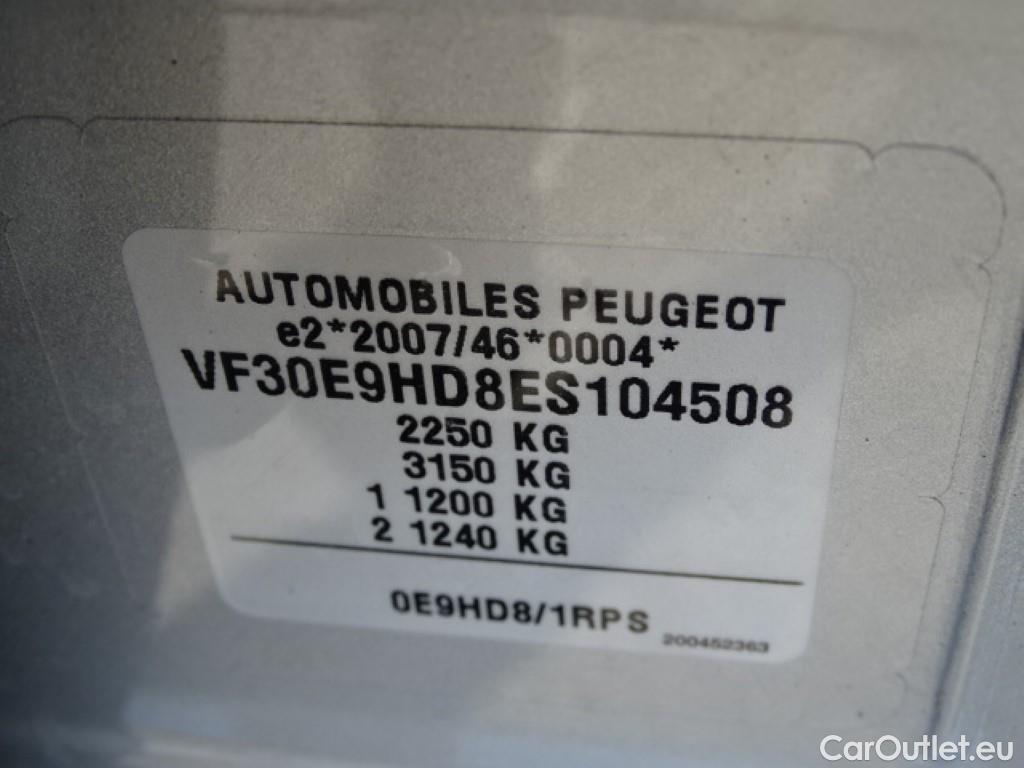 AUTOMOBILES PEUGEOT
e2*2007/46*0004*
VF30E9HD8ES104508
2250 KG
3150 KG
1 1200 KG
2 1240 KG
0E9HD8/1RPS
200452363
CarOutlet.eu